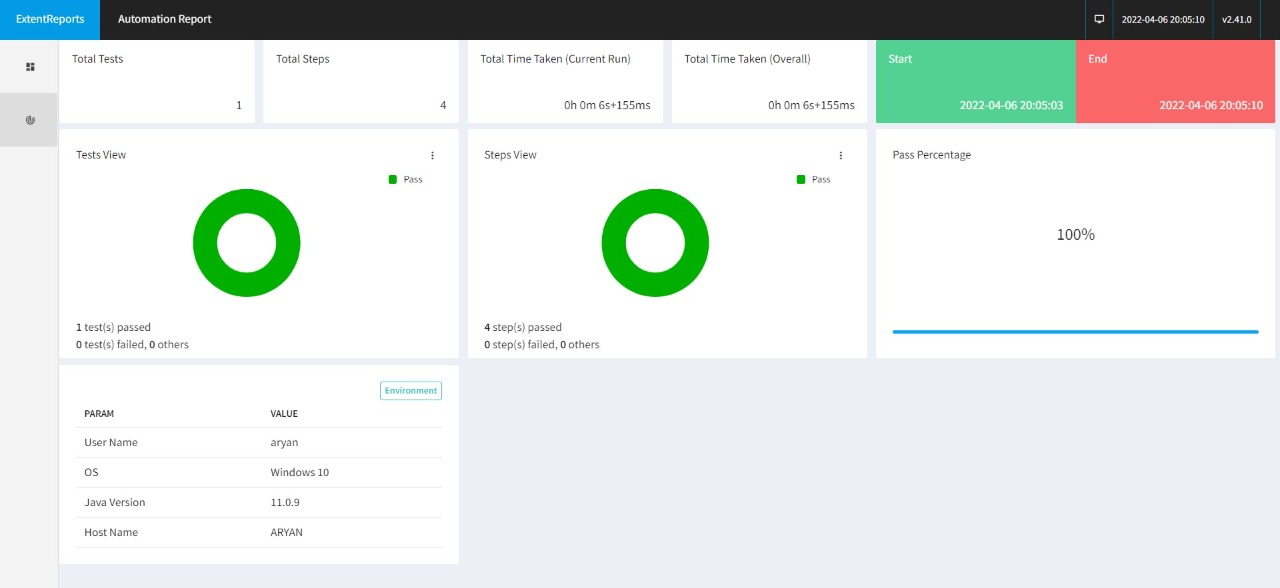 ExtentReports
Automation Report
2022-04-06 20:05:10
v2.41.0
Total Tests
1
Total Steps
4
Total Time Taken (Current Run)
0h 0m 6s+155ms
Total Time Taken (Overall)
0h 0m 6s+155ms
Start
2022-04-06 20:05:03
End
2022-04-06 20:05:10
Tests View
Pass
1 test(s) passed
0 test(s) failed, 0 others
Steps View
Pass
4 step(s) passed
0 step(s) failed, 0 others
Pass Percentage
100%
Environment
PARAM VALUE
User Name aryan
OS Windows 10
Java Version 11.0.9
Host Name ARYAN